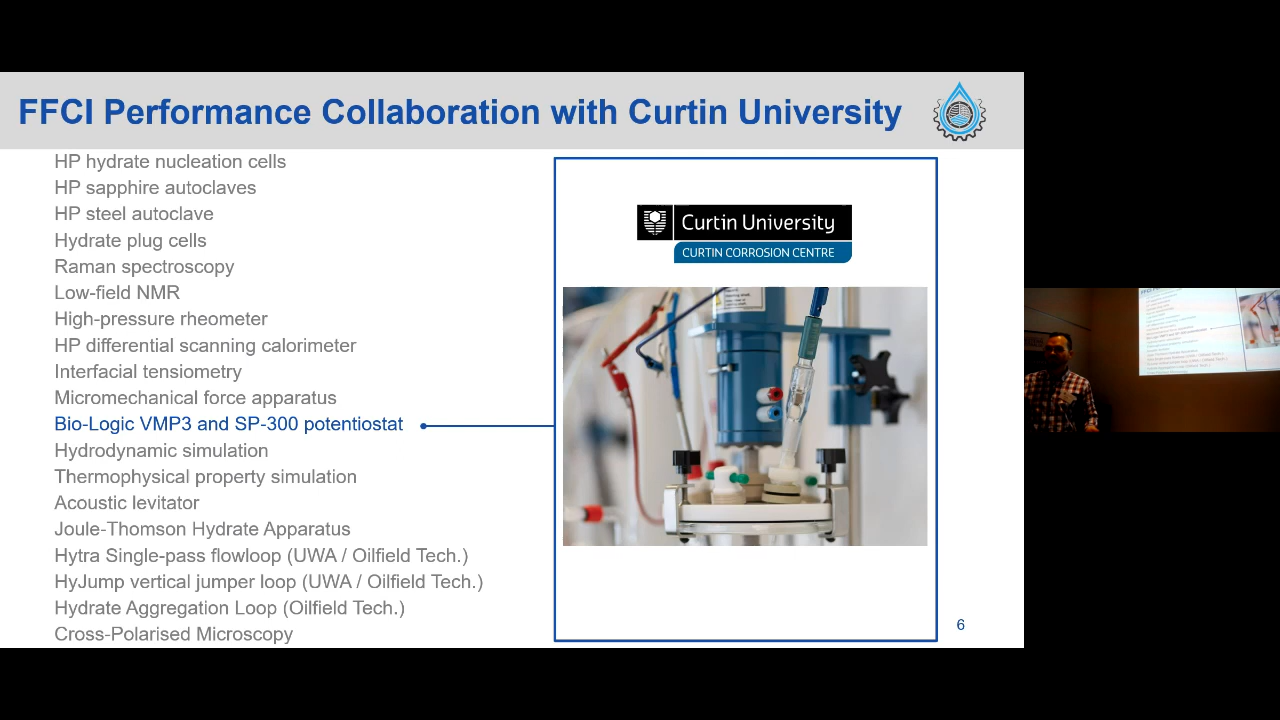 FFCI Performance Collaboration with Curtin University
HP hydrate nucleation cells
HP sapphire autoclaves
HP steel autoclave
Hydrate plug cells
Raman spectroscopy
Low-field NMR
High-pressure rheometer
HP differential scanning calorimeter
Interfacial tensiometry
Micromechanical force apparatus
Bio-Logic VMP3 and SP-300 potentiostat
Hydrodynamic simulation
Thermophysical property simulation
Acoustic levitator
Joule-Thomson Hydrate Apparatus
Hytra Single-pass flowloop (UWA / Oilfield Tech.)
HyJump vertical jumper loop (UWA / Oilfield Tech.)
Hydrate Aggregation Loop (Oilfield Tech.)
Cross-Polarised Microscopy
Curtin University
CURTIN CORROSION CENTRE
6